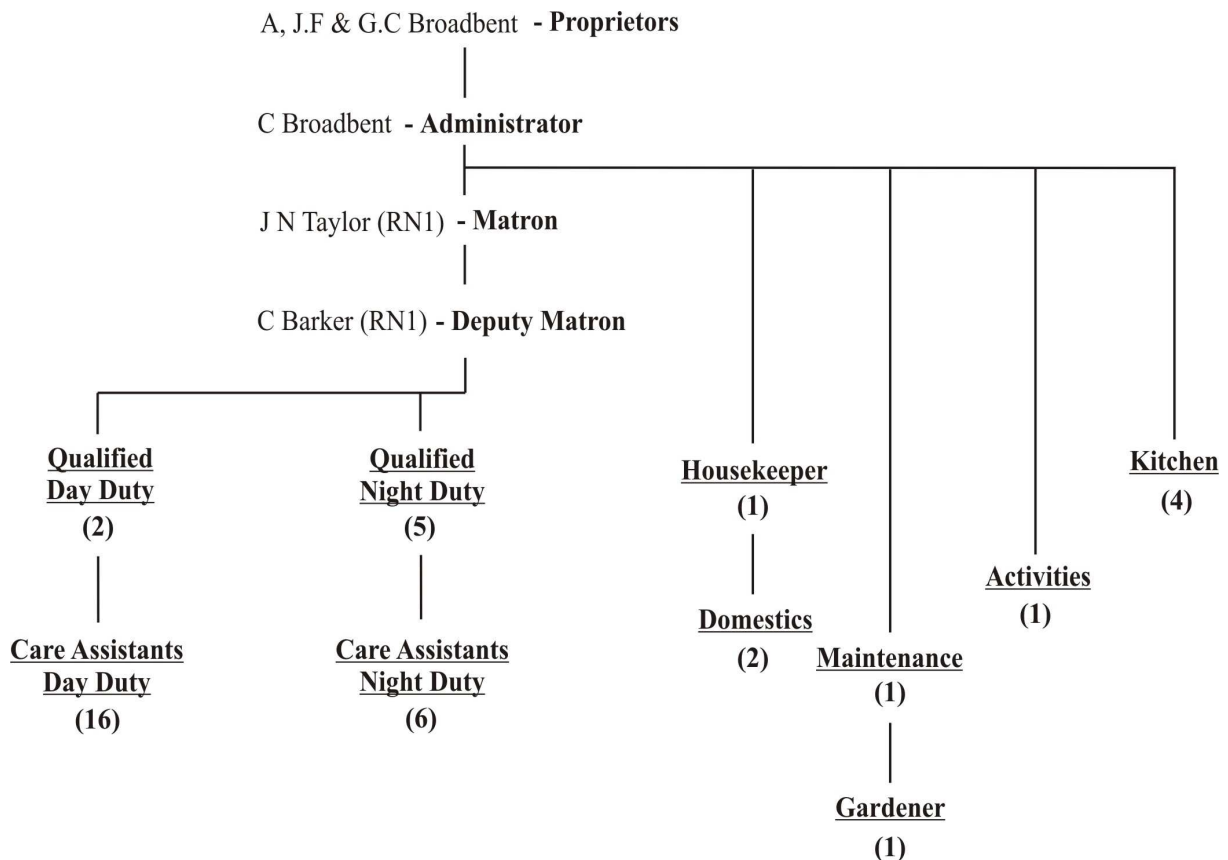 A, J.F & G.C Broadbent - Proprietors
C Broadbent - Administrator
J N Taylor (RN1) - Matron
C Barker (RN1) - Deputy Matron
Qualified
Day Duty
(2)
Care Assistants
Day Duty
(16)
Qualified
Night Duty
(5)
Care Assistants
Night Duty
(6)
Housekeeper
(1)
Domestics
(2)
Maintenance
(1)
Gardener
(1)
Activities
(1)
Kitchen
(4)